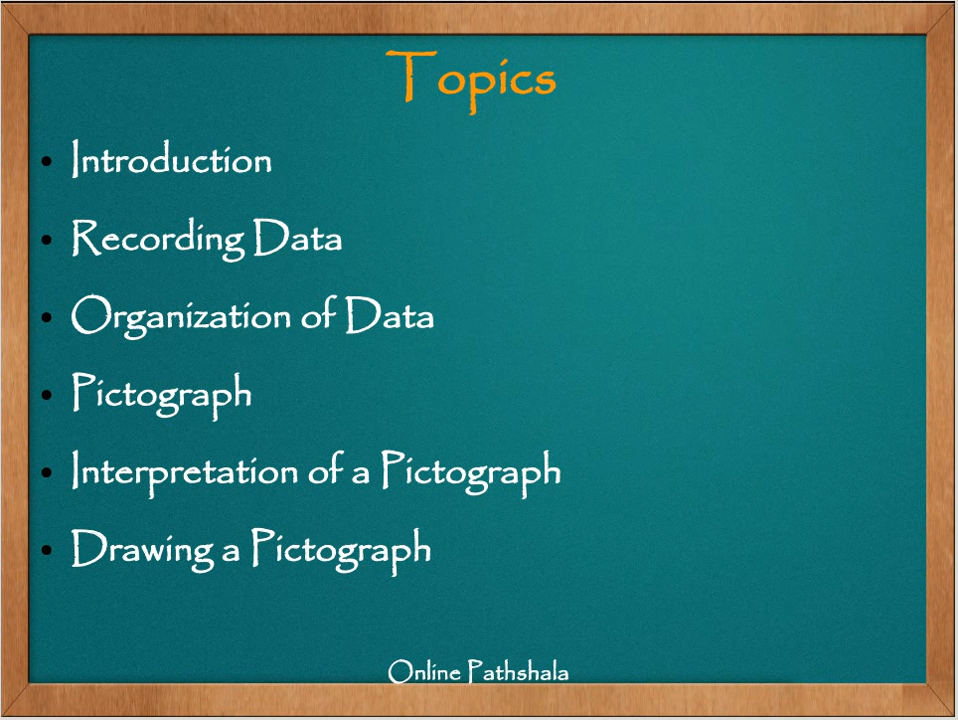 Topics
• Introduction
• Recording Data
• Organization of Data
• Pictograph
• Interpretation of a Pictograph
• Drawing a Pictograph
Online Pathshala